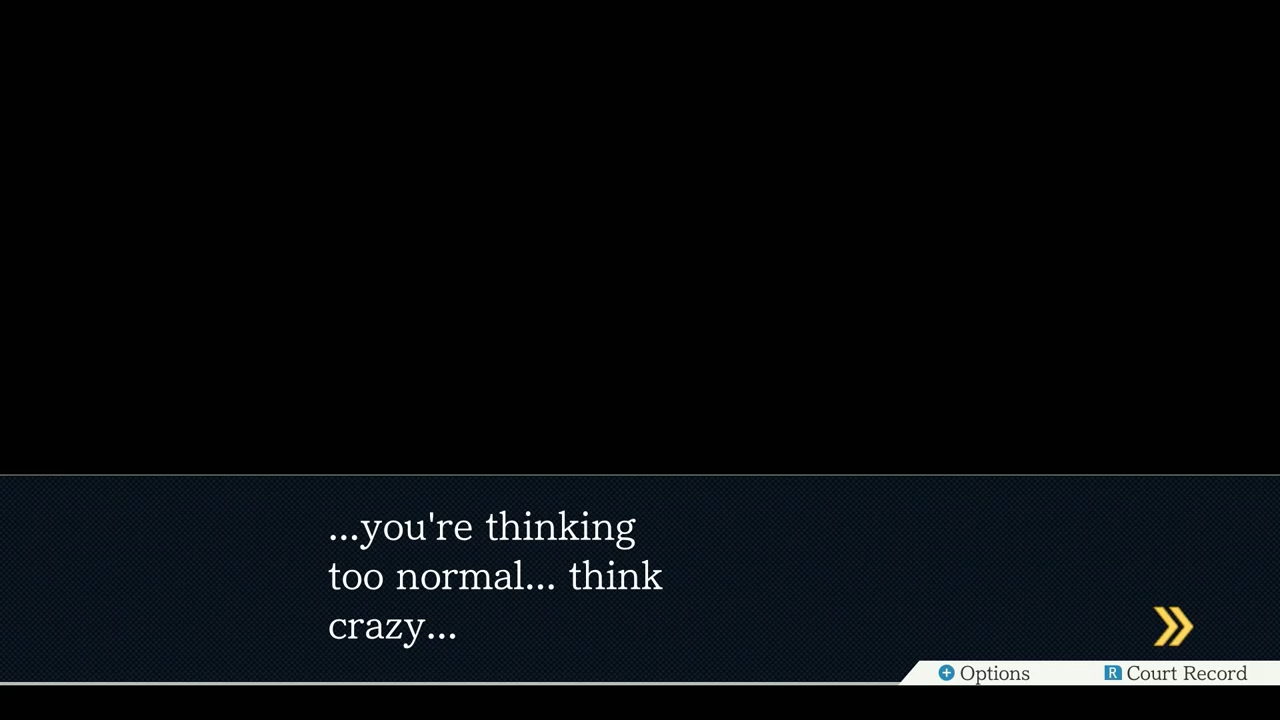 ...you're thinking
too normal... think
crazy...
+ Options
R Court Record